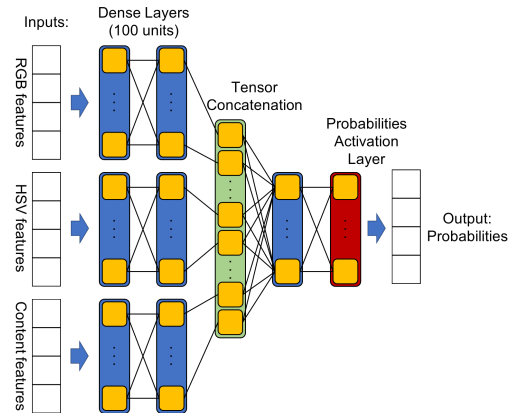 Inputs:
Dense Layers
(100 units)
RGB features
Tensor
Concatenation
Probabilities
Activation
Layer
HSV features
Output:
Probabilities
Content features